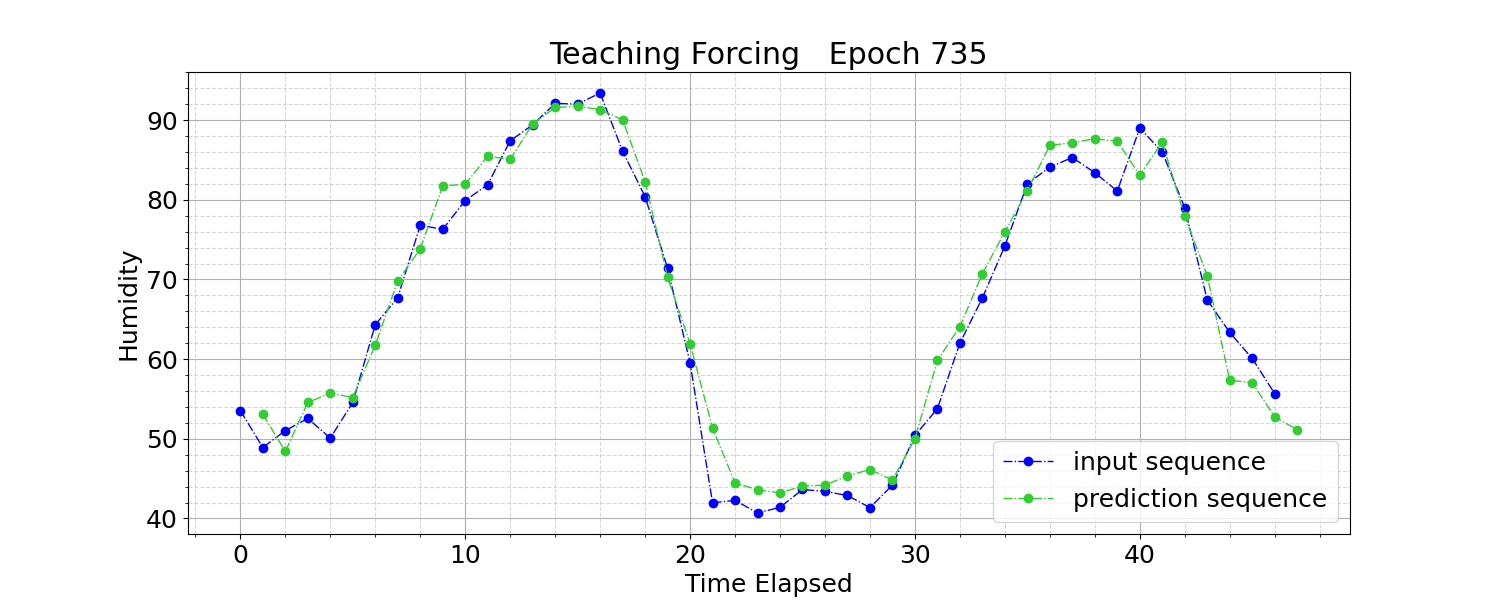 Teaching Forcing   Epoch 735
90
80
70
60
50
40
Humidity
0 10 20 30 40
Time Elapsed
input sequence
prediction sequence